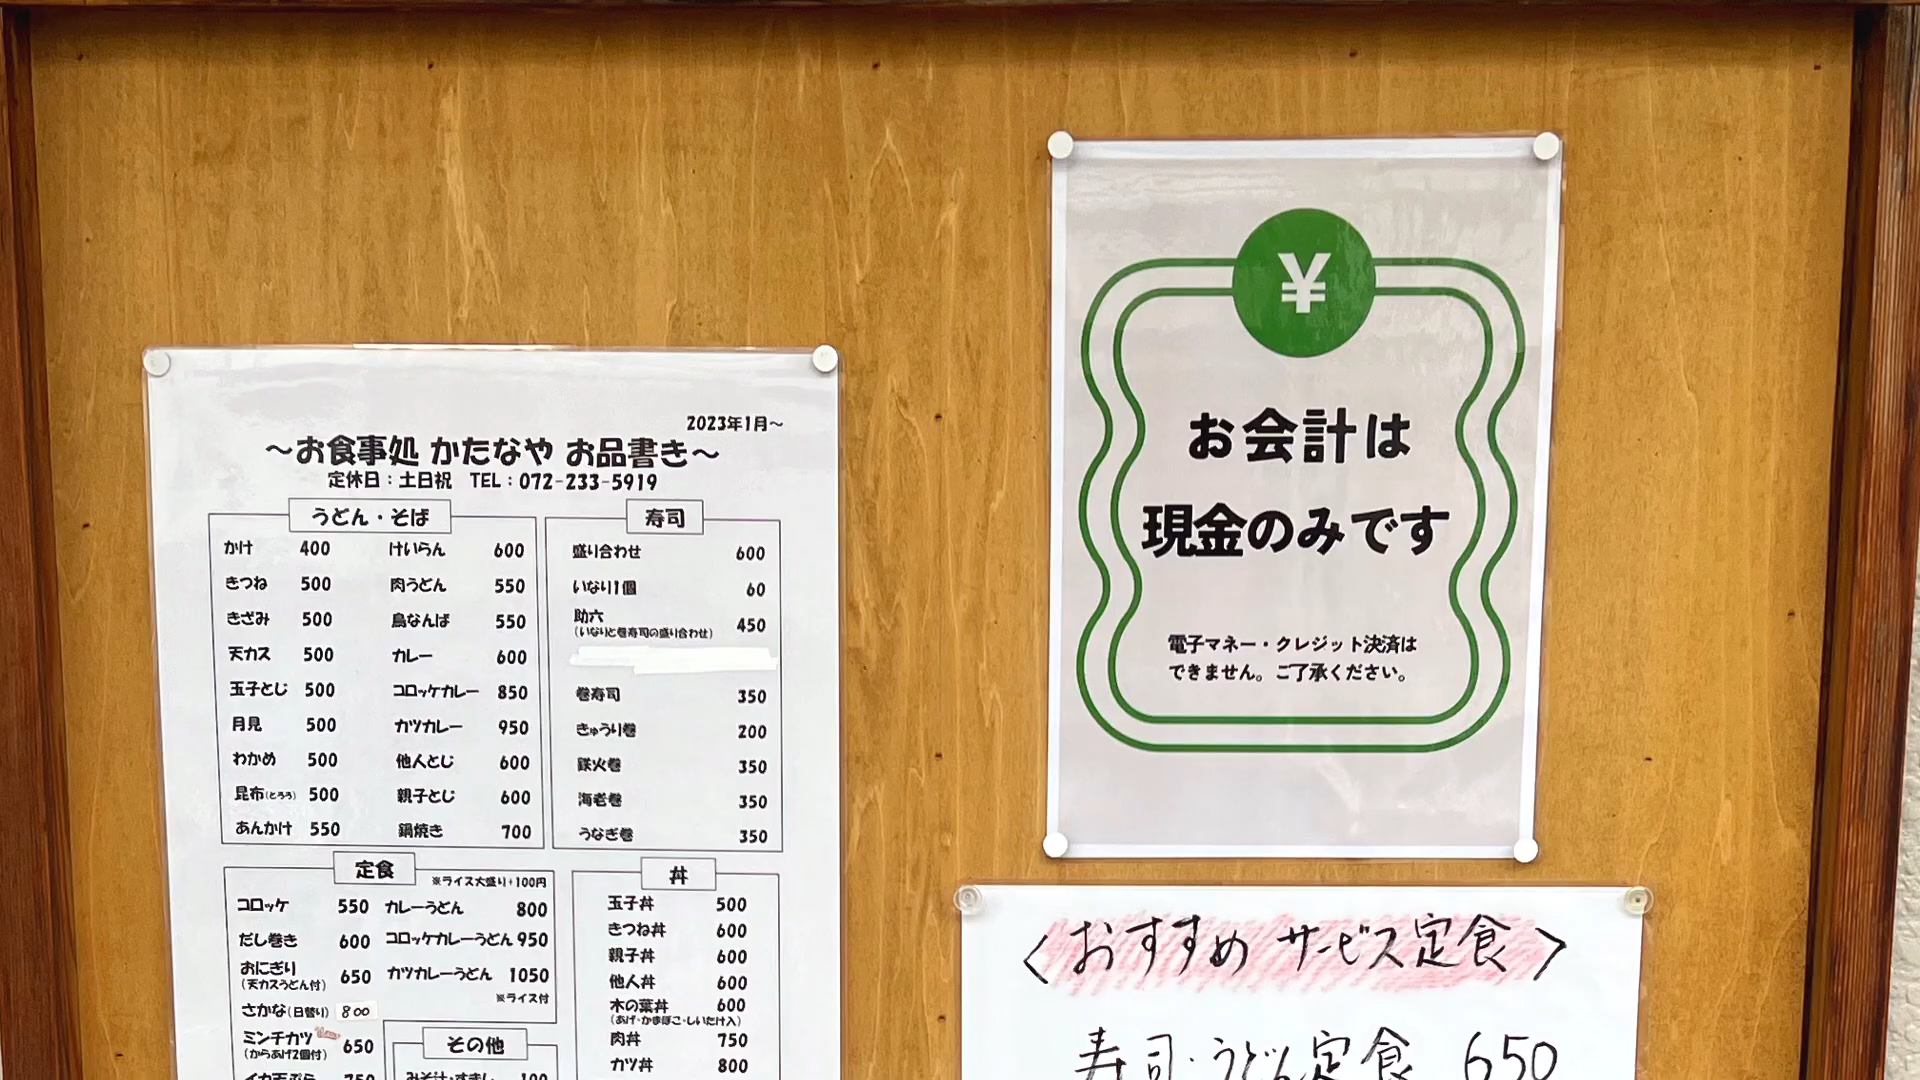 2023年1月～
～お食事処 かたなや お品書き～
定休日：土日祝 TEL：072-233-5919
うどん・そば
かけ 400 けいらん 600
きつね 500 肉うどん 550
きざみ 500 鳥なんば 550
天カス 500 カレー 600
玉子とじ 500 コロッケカレー 850
月見 500 カツカレー 950
わかめ 500 他人とじ 600
昆布(とろろ) 500 親子とじ 600
あんかけ 550 鍋焼き 700
寿司
盛り合わせ 600
いなり1個 60
助六 450
(いなりと巻寿司の盛り合わせ)
巻寿司 350
きゅうり巻 200
鉄火巻 350
海老巻 350
うなぎ巻 350
定食
※ライス大盛り+100円
コロッケ 550 カレーうどん 800
だし巻き 600 コロッケカレーうどん 950
おにぎり 650 カツカレーうどん 1050
(天カスうどん付)
※ライス付
さかな(日替り) 800
ミンチカツ 650
(からあげ2個付)
イカ天ぷら 750
その他
みそ汁・すまし 100
丼
玉子丼 500
きつね丼 600
親子丼 600
他人丼 600
木の葉丼 600
(あげ・かまぼこ・しいたけ入)
肉丼 750
カツ丼 800
¥
お会計は
現金のみです
電子マネー・クレジット決済は
できません。ご了承ください。
<おすすめ サービス定食>
寿司・うどん定食 650